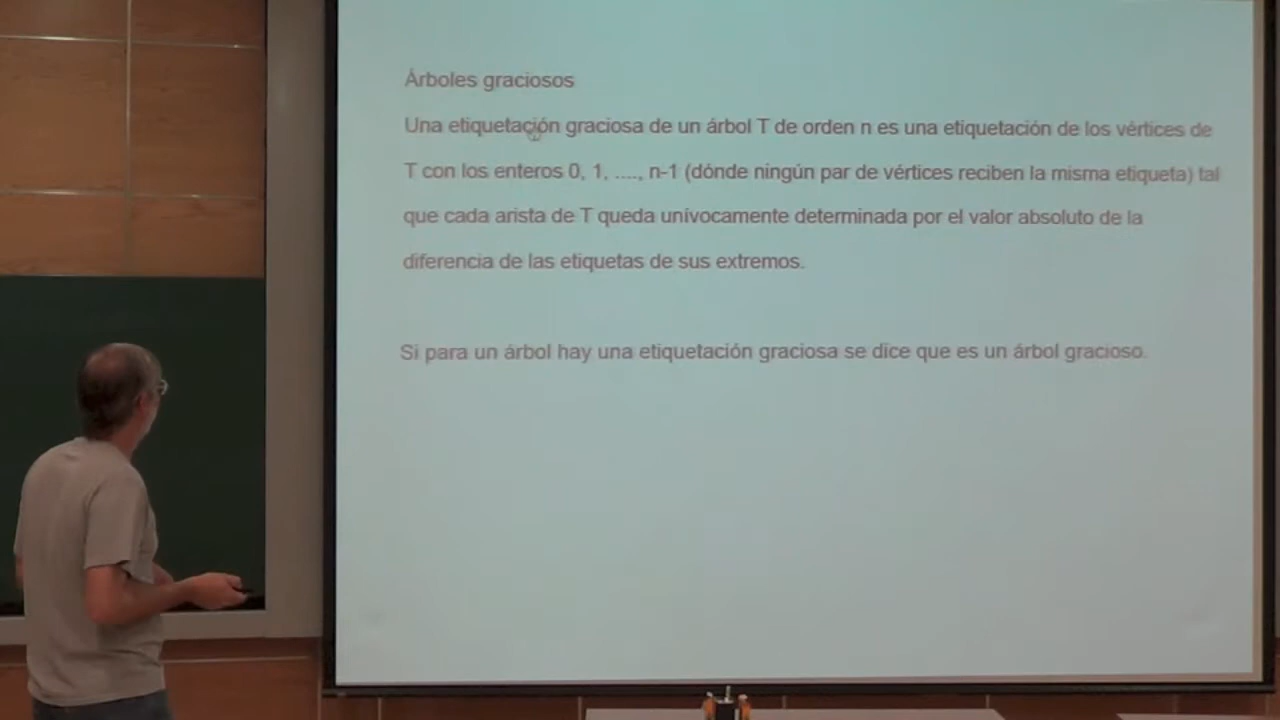 Árboles graciosos
Una etiquetación graciosa de un árbol T de orden n es una etiquetación de los vértices de
T con los enteros 0, 1, ...., n-1 (dónde ningún par de vértices reciben la misma etiqueta) tal
que cada arista de T queda unívocamente determinada por el valor absoluto de la
diferencia de las etiquetas de sus extremos.
Si para un árbol hay una etiquetación graciosa se dice que es un árbol gracioso.